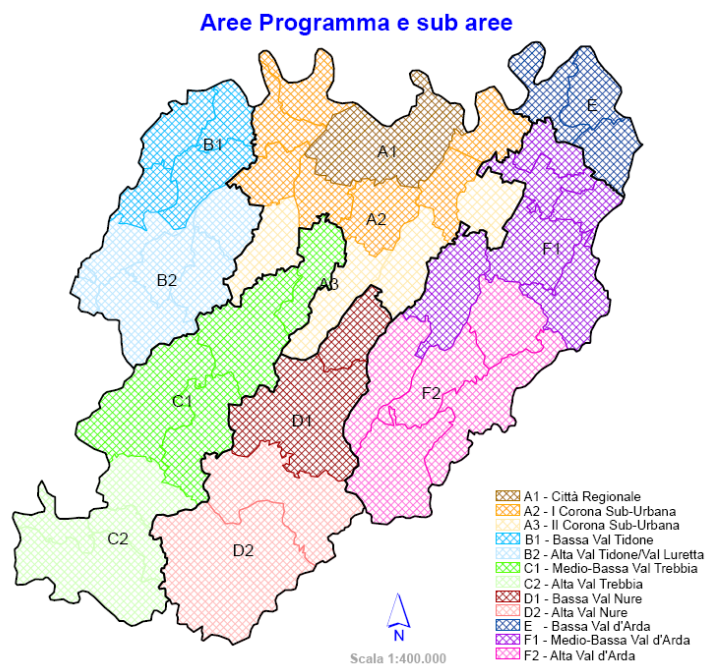 Aree Programma e sub aree
E
B1
A1
A2
F1
B2
A3
F2
C1
D1
C2
D2
A1 - Città Regionale
A2 - I Corona Sub-Urbana
A3 - II Corona Sub-Urbana
B1 - Bassa Val Tidone
B2 - Alta Val Tidone/Val Luretta
C1 - Medio-Bassa Val Trebbia
C2 - Alta Val Trebbia
D1 - Bassa Val Nure
D2 - Alta Val Nure
E - Bassa Val d'Arda
F1 - Medio-Bassa Val d'Arda
F2 - Alta Val d'Arda
N
Scala 1:400.000